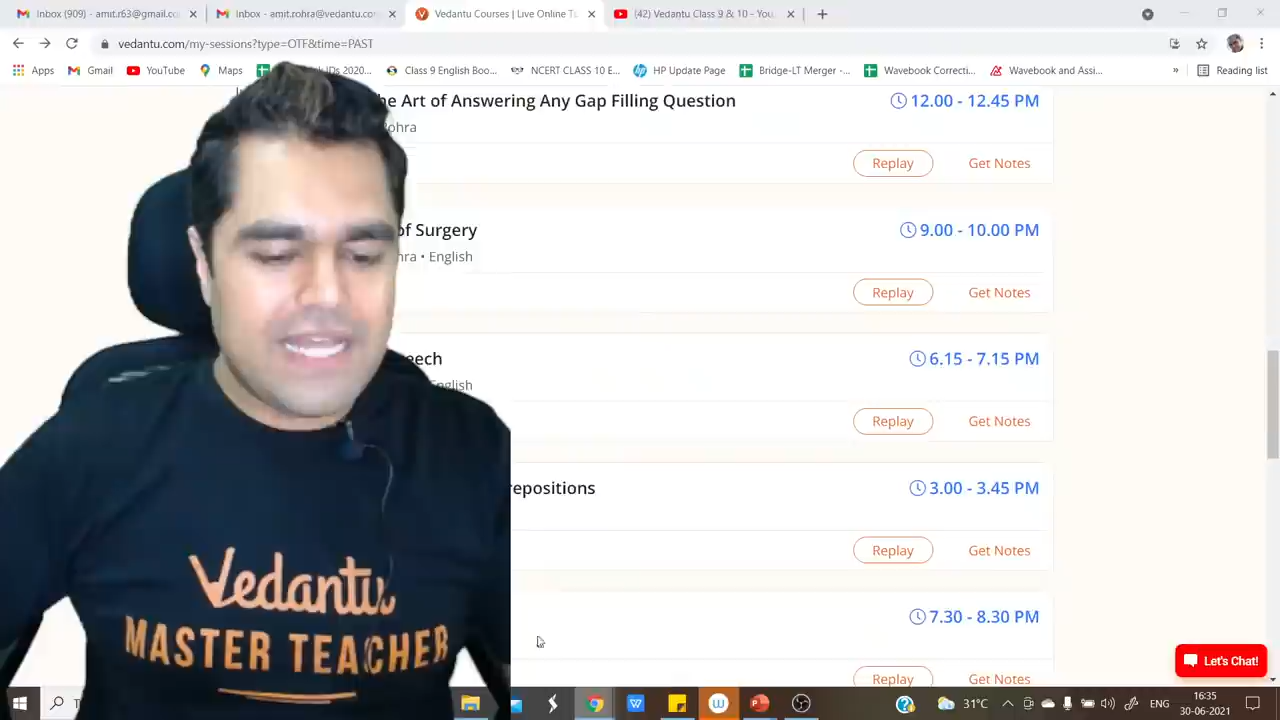 Inbox (909) - amit.r63@gmail.co
Inbox - amit.rohra@vedantu.com
Vedantu Courses | Live Online Tu
(42) Vedantu Class 9 & 10 - You
vedantu.com/my-sessions?type=OTF&time=PAST
Apps
Gmail
YouTube
Maps
IDs 2020...
Class 9 English Boo...
NCERT CLASS 10 E...
HP Update Page
Bridge-LT Merger -...
Wavebook Correcti...
Wavebook and Assi...
»
Reading list
he Art of Answering Any Gap Filling Question
12.00 - 12.45 PM
ohra
Replay
Get Notes
of Surgery
9.00 - 10.00 PM
hra • English
Replay
Get Notes
eech
6.15 - 7.15 PM
English
Replay
Get Notes
repositions
3.00 - 3.45 PM
Replay
Get Notes
7.30 - 8.30 PM
Replay
Get Notes
Let's Chat!
Vedantu
MASTER TEACHER
31°C
ENG
16:35
30-06-2021